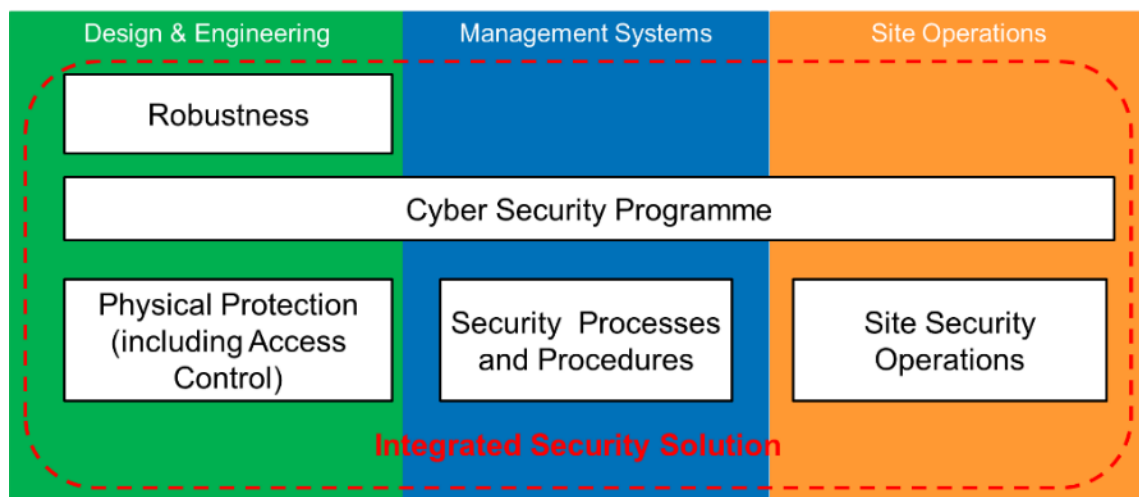 Design & Engineering
Management Systems
Site Operations
Robustness
Cyber Security Programme
Physical Protection
(including Access
Control)
Security Processes
and Procedures
Site Security
Operations
Integrated Security Solution